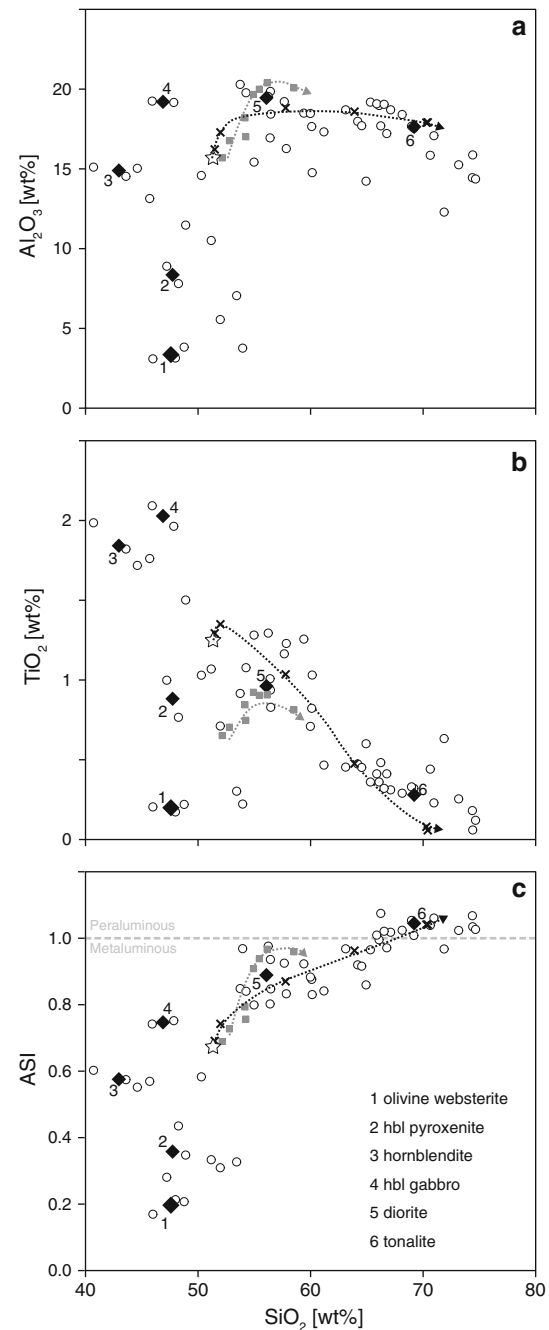 a
20
15
10
5
0
Al2O3 [wt%]
4
3
2
1
5
6
b
2
1
0
TiO2 [wt%]
4
3
2
1
5
6
c
Peraluminous
Metaluminous
1.0
0.8
0.6
0.4
0.2
0.0
ASI
6
5
4
3
2
1
1 olivine websterite
2 hbl pyroxenite
3 hornblendite
4 hbl gabbro
5 diorite
6 tonalite
40 50 60 70 80
SiO2 [wt%]